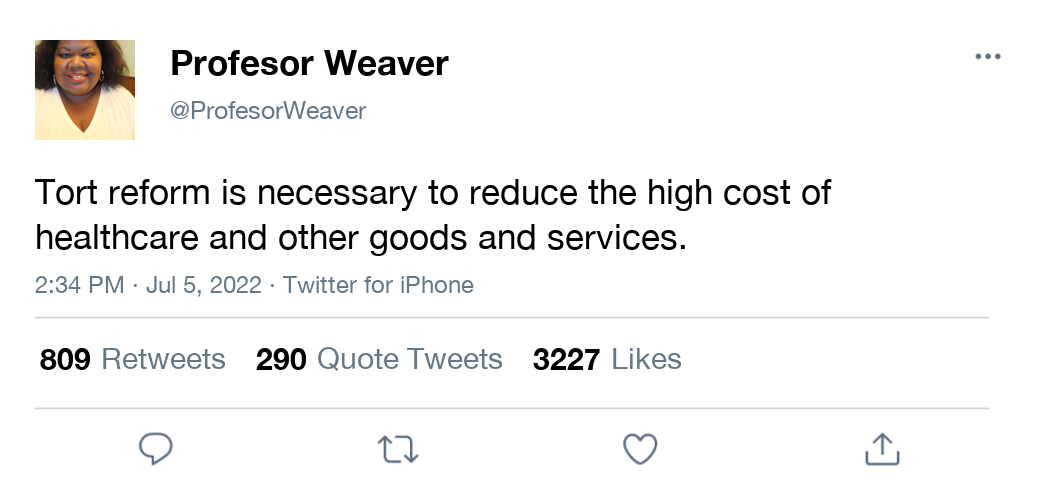 Profesor Weaver
@ProfesorWeaver
Tort reform is necessary to reduce the high cost of
healthcare and other goods and services.
2:34 PM · Jul 5, 2022 · Twitter for iPhone
809 Retweets 290 Quote Tweets 3227 Likes